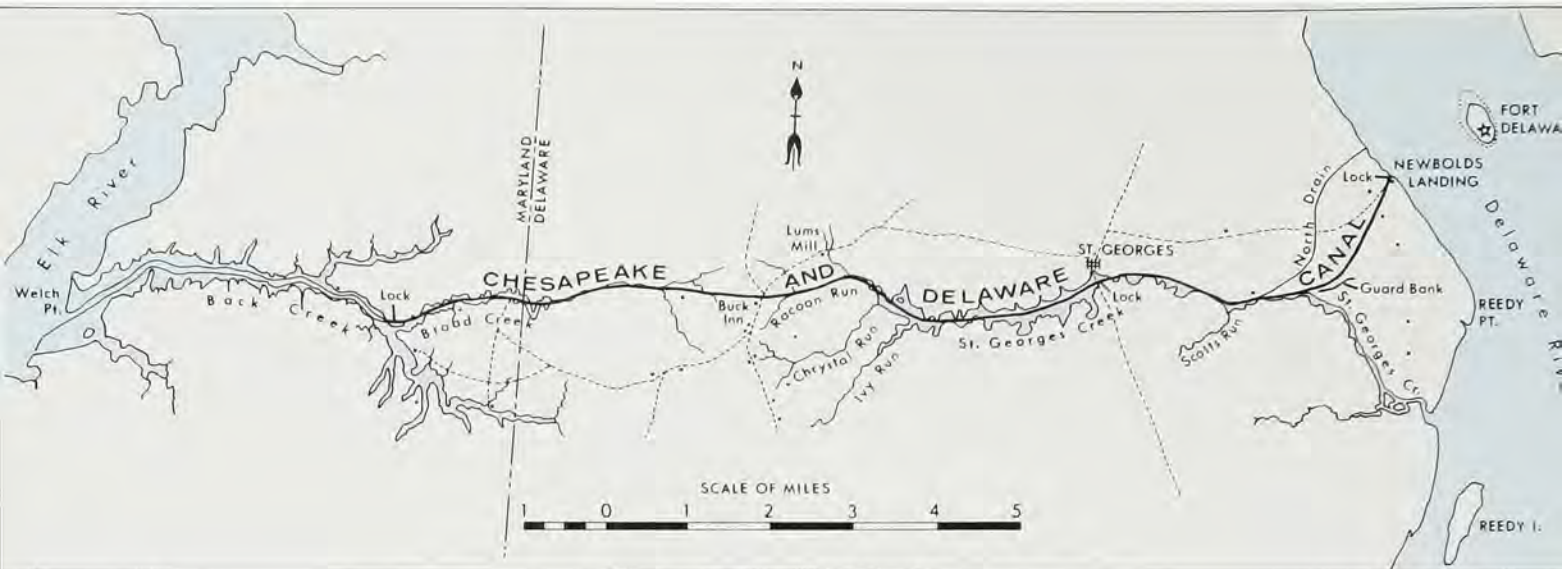 N
FORT
DELAWA
NEWBOLDS
LANDING
Lock
North Drain
MARYLAND
DELAWARE
Elk River
Lums
Mill
ST. GEORGES
CHESAPEAKE AND DELAWARE CANAL
Delaware RIV
Welch
Pt.
Back Creek
Lock
Broad Creek
Buck
Inn
Racoon Run
Lock
Guard Bank
REEDY
PT.
St. Georges Creek
Chrystal Run
Ivy Run
Scotts Run
St. Georges Cr.
SCALE OF MILES
1 0 1 2 3 4 5
REEDY I.